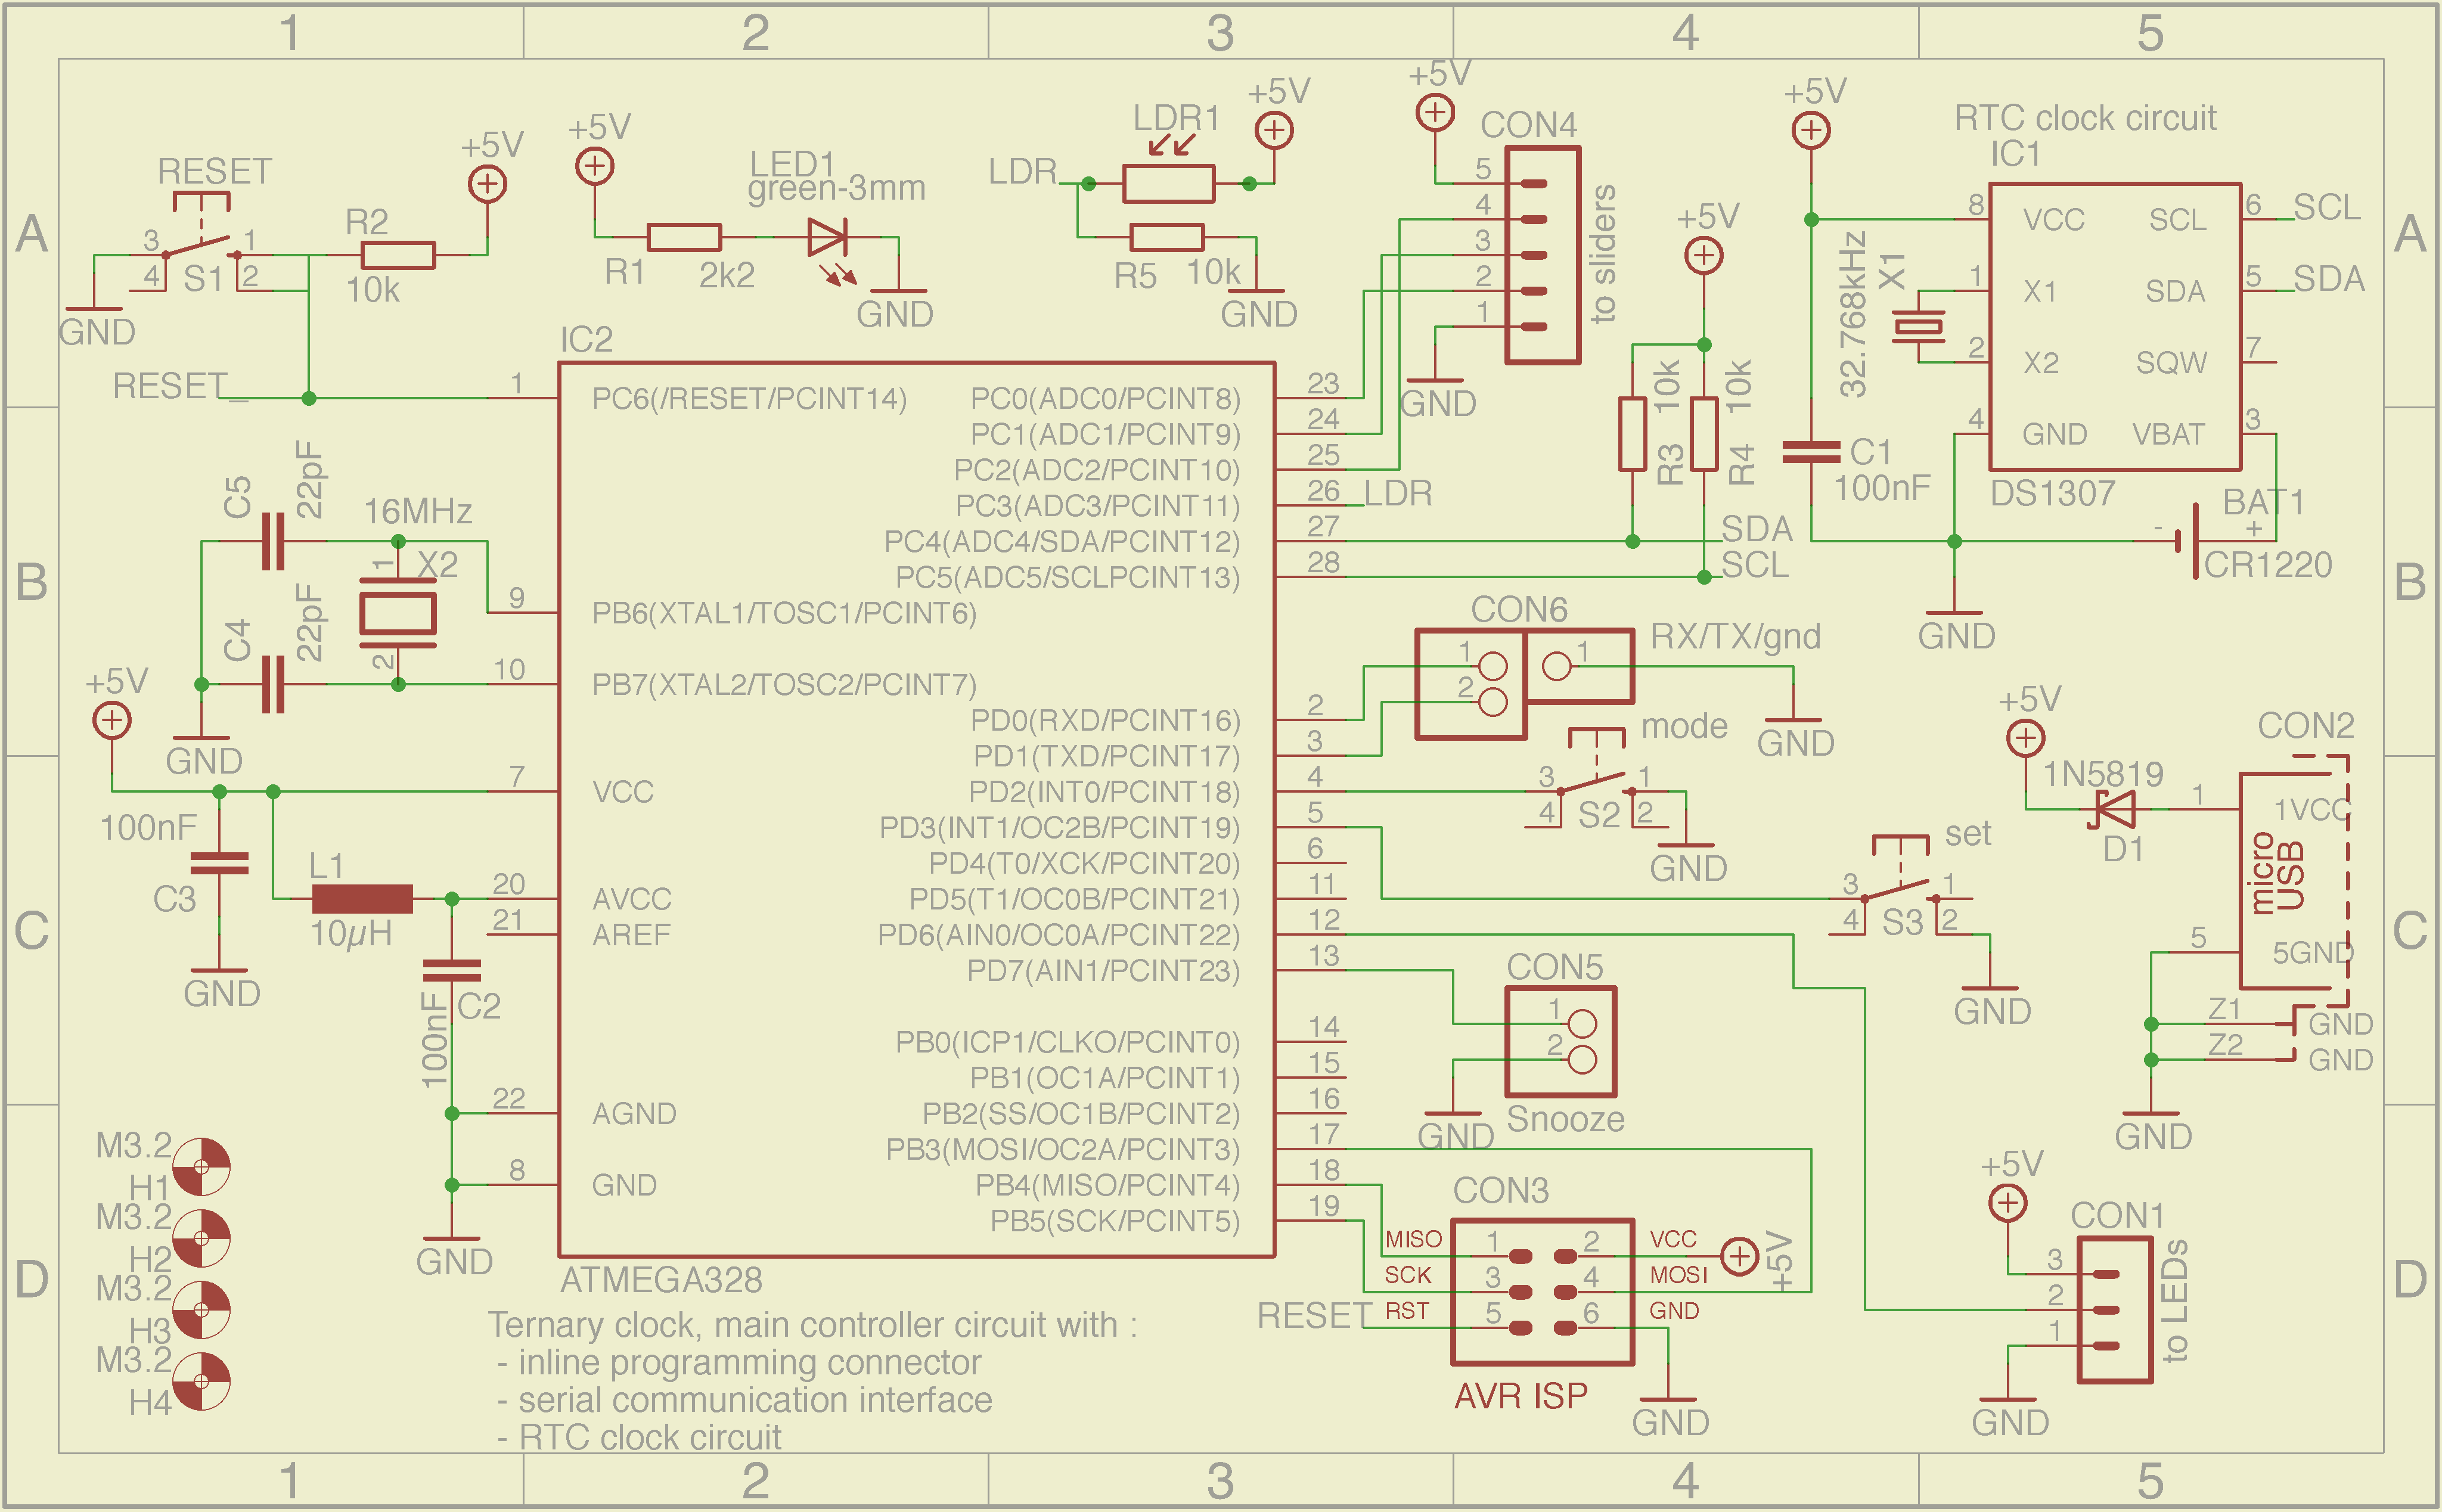 1 2 3 4 5
A
B
C
D
RESET
3 1
4 2
S1
R2
10k
+5V
GND
RESET_
+5V
LED1
green-3mm
R1
2k2
GND
LDR
LDR1
+5V
R5
10k
GND
+5V
CON4
5
4
3
2
1
to sliders
GND
+5V
10k
10k
R3
R4
SDA
SCL
+5V
RTC clock circuit
IC1
8 VCC SCL 6 SCL
1 X1 SDA 5 SDA
2 X2 SQW 7
4 GND VBAT 3
DS1307
32.768kHz
X1
C1
100nF
BAT1
- +
CR1220
GND
IC2
1 PC6(/RESET/PCINT14)
9 PB6(XTAL1/TOSC1/PCINT6)
10 PB7(XTAL2/TOSC2/PCINT7)
7 VCC
20 AVCC
21 AREF
22 AGND
8 GND
PC0(ADC0/PCINT8) 23
PC1(ADC1/PCINT9) 24
PC2(ADC2/PCINT10) 25
PC3(ADC3/PCINT11) 26 LDR
PC4(ADC4/SDA/PCINT12) 27
PC5(ADC5/SCLPCINT13) 28
PD0(RXD/PCINT16) 2
PD1(TXD/PCINT17) 3
PD2(INT0/PCINT18) 4
PD3(INT1/OC2B/PCINT19) 5
PD4(T0/XCK/PCINT20) 6
PD5(T1/OC0B/PCINT21) 11
PD6(AIN0/OC0A/PCINT22) 12
PD7(AIN1/PCINT23) 13
PB0(ICP1/CLKO/PCINT0) 14
PB1(OC1A/PCINT1) 15
PB2(SS/OC1B/PCINT2) 16
PB3(MOSI/OC2A/PCINT3) 17
PB4(MISO/PCINT4) 18
PB5(SCK/PCINT5) 19
ATMEGA328
C5
22pF
C4
22pF
16MHz
1
X2
2
GND
+5V
100nF
C3
GND
L1
10µH
C2
100nF
GND
CON6
1 1
2
RX/TX/gnd
GND
mode
3 1
4 2
S2
GND
set
3 1
4 2
S3
GND
+5V
1N5819
D1
CON2
1 1VCC
micro
USB
5 5GND
Z1 GND
Z2 GND
GND
CON5
1
2
Snooze
GND
CON3
MISO 1 2 VCC
SCK 3 4 MOSI
RESET_ RST 5 6 GND
+5V
AVR ISP
GND
+5V
CON1
3
2
1
to LEDs
GND
M3.2
H1
M3.2
H2
M3.2
H3
M3.2
H4
Ternary clock, main controller circuit with :
- inline programming connector
- serial communication interface
- RTC clock circuit
A
B
C
D
1 2 3 4 5